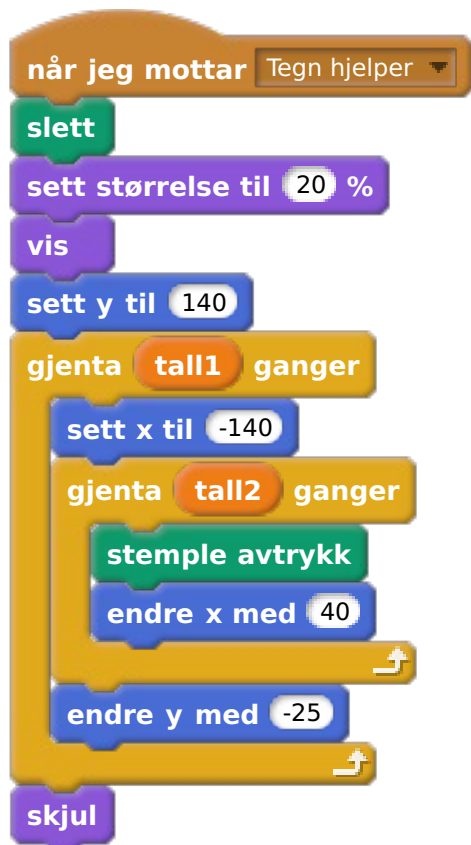 når jeg mottar Tegn hjelper
slett
sett størrelse til 20 %
vis
sett y til 140
gjenta tall1 ganger
sett x til -140
gjenta tall2 ganger
stemple avtrykk
endre x med 40
endre y med -25
skjul